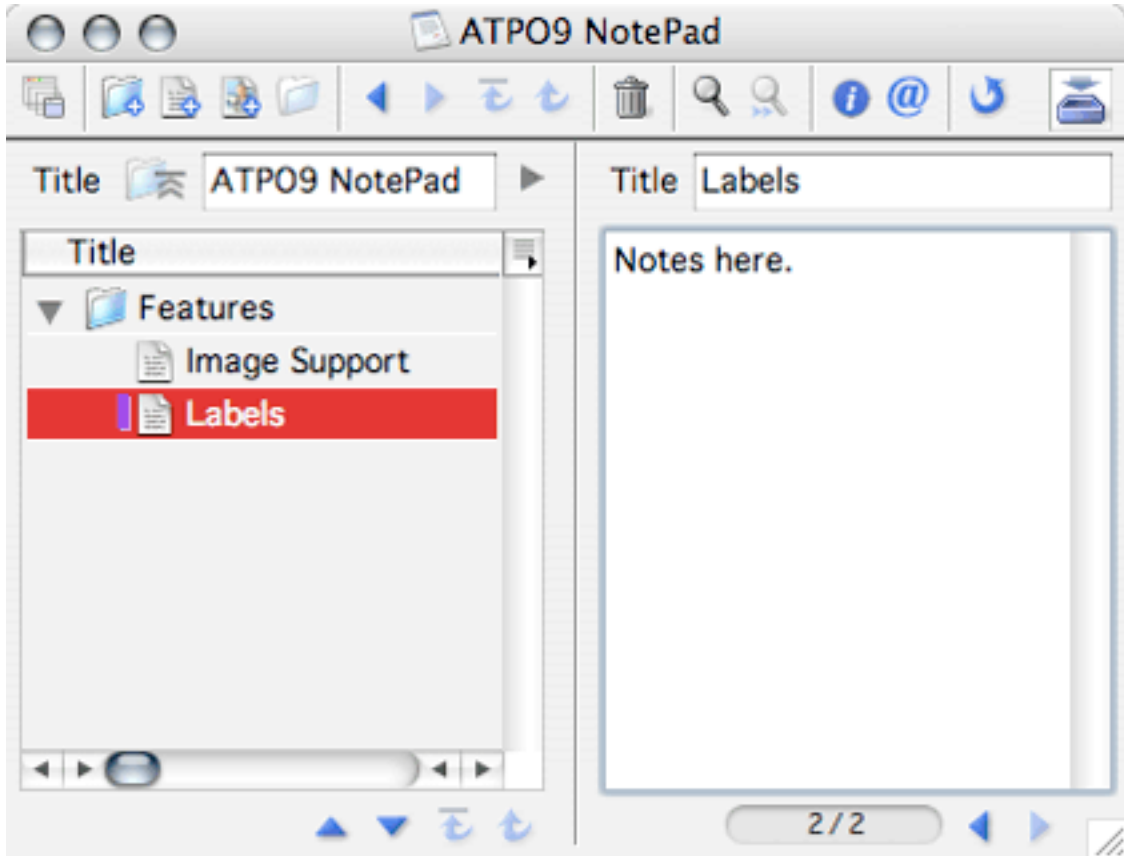 ATPO9 NotePad
Title ATPO9 NotePad
Title
Features
Image Support
Labels
Title Labels
Notes here.
2/2